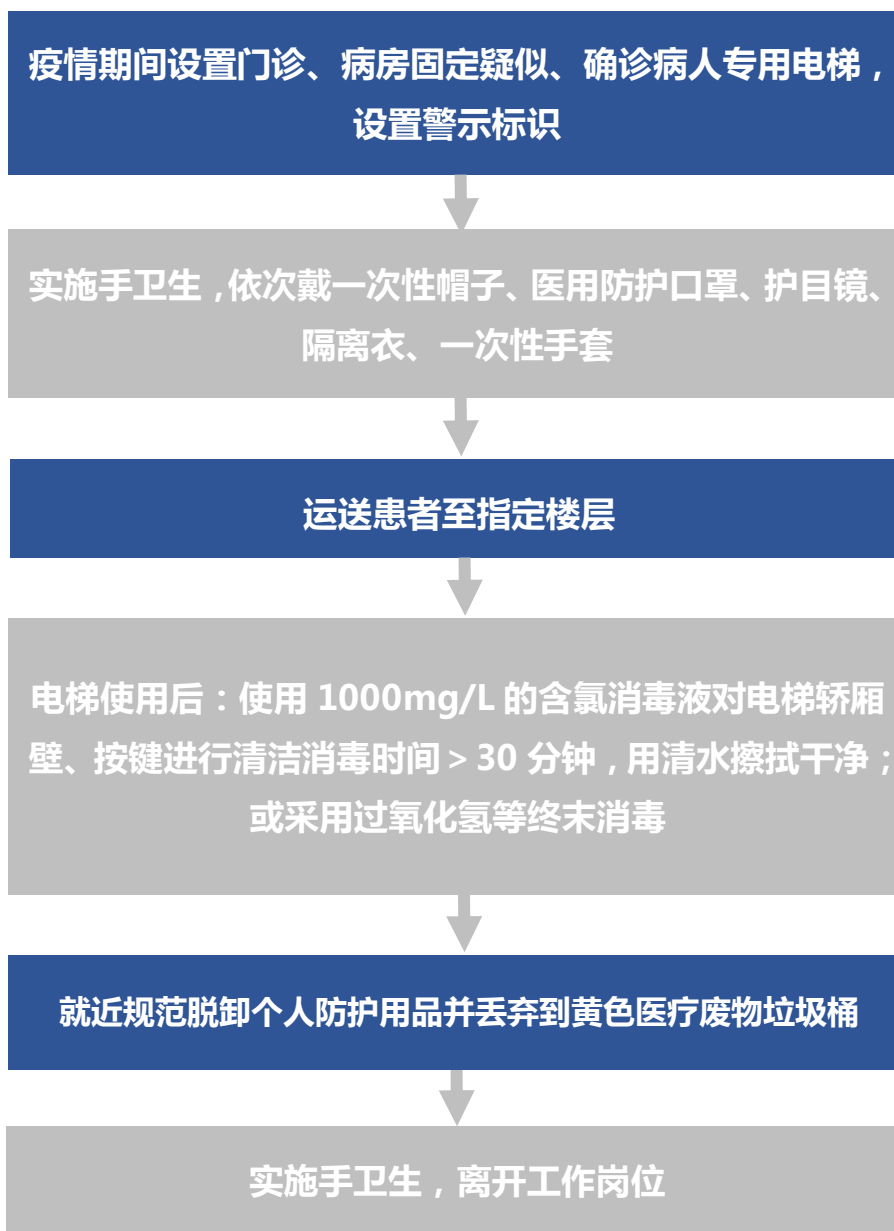 疫情期间设置门诊、病房固定疑似、确诊病人专用电梯，
设置警示标识
实施手卫生，依次戴一次性帽子、医用防护口罩、护目镜、
隔离衣、一次性手套
运送患者至指定楼层
电梯使用后：使用 1000mg/L 的含氯消毒液对电梯轿厢
壁、按键进行清洁消毒时间＞30 分钟，用清水擦拭干净；
或采用过氧化氢等终末消毒
就近规范脱卸个人防护用品并丢弃到黄色医疗废物垃圾桶
实施手卫生，离开工作岗位